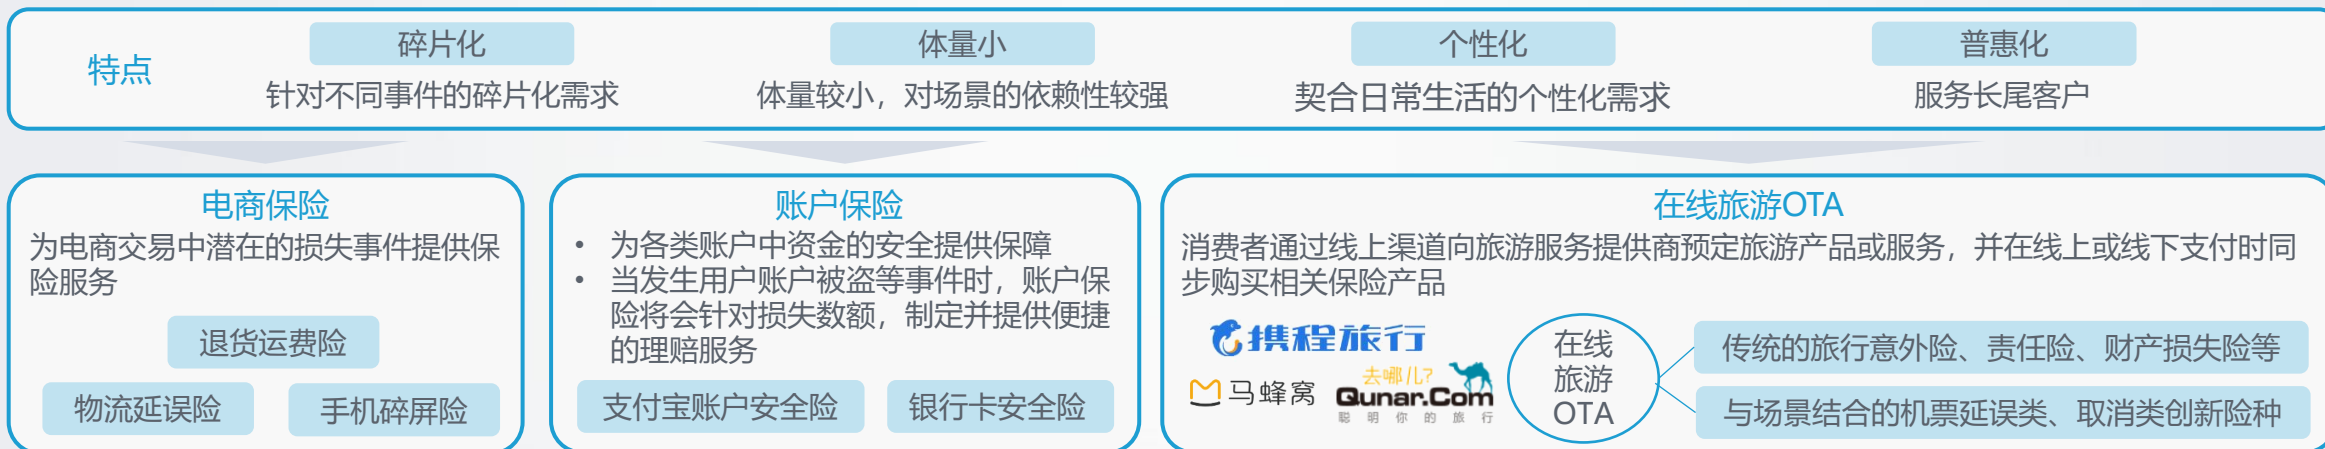 特点
碎片化
针对不同事件的碎片化需求
体量小
体量较小，对场景的依赖性较强
个性化
契合日常生活的个性化需求
普惠化
服务长尾客户
电商保险
为电商交易中潜在的损失事件提供保
险服务
退货运费险
物流延误险
手机碎屏险
账户保险
• 为各类账户中资金的安全提供保障
• 当发生用户账户被盗等事件时，账户保
险将会针对损失数额，制定并提供便捷
的理赔服务
支付宝账户安全险
银行卡安全险
在线旅游OTA
消费者通过线上渠道向旅游服务提供商预定旅游产品或服务，并在线上或线下支付时同
步购买相关保险产品
携程旅行
马蜂窝
去哪儿?
Qunar.Com
聪明你的旅行
在线
旅游
OTA
传统的旅行意外险、责任险、财产损失险等
与场景结合的机票延误类、取消类创新险种